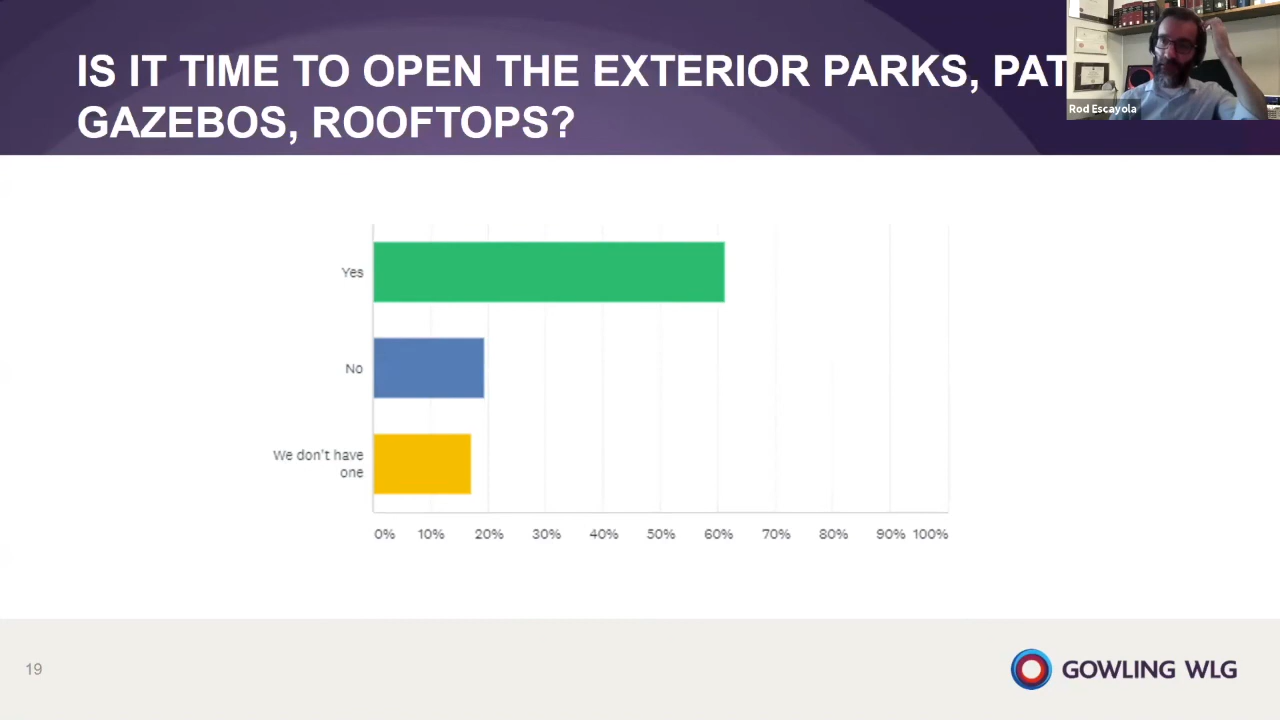 IS IT TIME TO OPEN THE EXTERIOR PARKS, PAT
GAZEBOS, ROOFTOPS?
Rod Escayola
Yes
No
We don't have
one
0% 10% 20% 30% 40% 50% 60% 70% 80% 90% 100%
19
GOWLING WLG